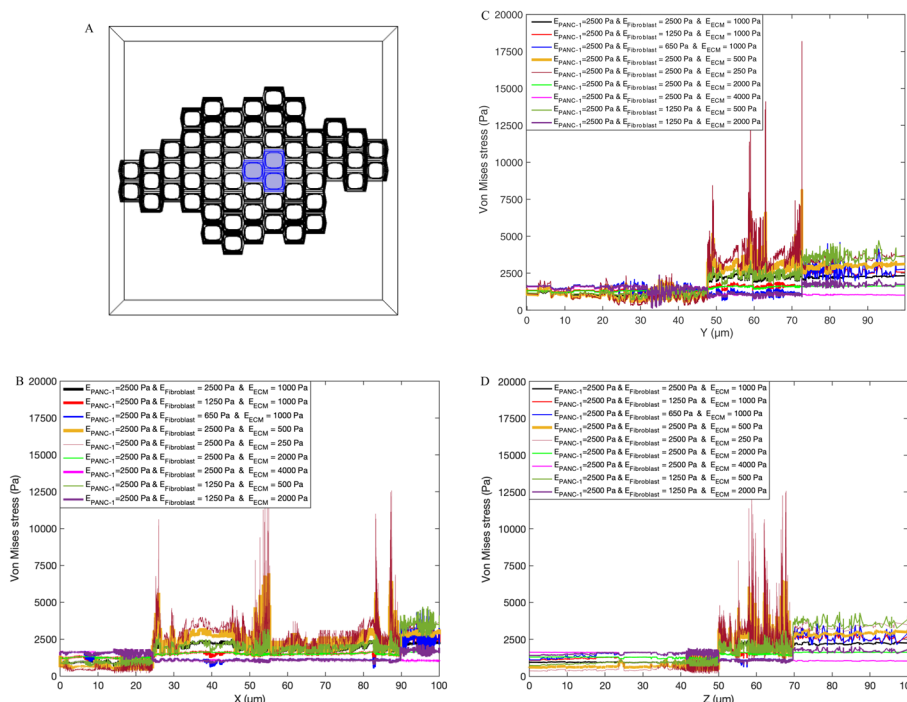 A
C
20000
17500
15000
12500
10000
7500
5000
2500
0
Von Mises stress (Pa)
E_PANC-1=2500 Pa & E_Fibroblast = 2500 Pa & E_ECM = 1000 Pa
E_PANC-1=2500 Pa & E_Fibroblast = 1250 Pa & E_ECM = 1000 Pa
E_PANC-1=2500 Pa & E_Fibroblast = 650 Pa & E_ECM = 1000 Pa
E_PANC-1=2500 Pa & E_Fibroblast = 2500 Pa & E_ECM = 500 Pa
E_PANC-1=2500 Pa & E_Fibroblast = 2500 Pa & E_ECM = 250 Pa
E_PANC-1=2500 Pa & E_Fibroblast = 2500 Pa & E_ECM = 2000 Pa
E_PANC-1=2500 Pa & E_Fibroblast = 2500 Pa & E_ECM = 4000 Pa
E_PANC-1=2500 Pa & E_Fibroblast = 1250 Pa & E_ECM = 500 Pa
E_PANC-1=2500 Pa & E_Fibroblast = 1250 Pa & E_ECM = 2000 Pa
0 10 20 30 40 50 60 70 80 90
Y (μm)
B
20000
17500
15000
12500
10000
7500
5000
2500
0
Von Mises stress (Pa)
E_PANC-1=2500 Pa & E_Fibroblast = 2500 Pa & E_ECM = 1000 Pa
E_PANC-1=2500 Pa & E_Fibroblast = 1250 Pa & E_ECM = 1000 Pa
E_PANC-1=2500 Pa & E_Fibroblast = 650 Pa & E_ECM = 1000 Pa
E_PANC-1=2500 Pa & E_Fibroblast = 2500 Pa & E_ECM = 500 Pa
E_PANC-1=2500 Pa & E_Fibroblast = 2500 Pa & E_ECM = 250 Pa
E_PANC-1=2500 Pa & E_Fibroblast = 2500 Pa & E_ECM = 2000 Pa
E_PANC-1=2500 Pa & E_Fibroblast = 2500 Pa & E_ECM = 4000 Pa
E_PANC-1=2500 Pa & E_Fibroblast = 1250 Pa & E_ECM = 500 Pa
E_PANC-1=2500 Pa & E_Fibroblast = 1250 Pa & E_ECM = 2000 Pa
0 10 20 30 40 50 60 70 80 90 100
X (μm)
D
20000
17500
15000
12500
10000
7500
5000
2500
0
Von Mises stress (Pa)
E_PANC-1=2500 Pa & E_Fibroblast = 2500 Pa & E_ECM = 1000 Pa
E_PANC-1=2500 Pa & E_Fibroblast = 1250 Pa & E_ECM = 1000 Pa
E_PANC-1=2500 Pa & E_Fibroblast = 650 Pa & E_ECM = 1000 Pa
E_PANC-1=2500 Pa & E_Fibroblast = 2500 Pa & E_ECM = 500 Pa
E_PANC-1=2500 Pa & E_Fibroblast = 2500 Pa & E_ECM = 250 Pa
E_PANC-1=2500 Pa & E_Fibroblast = 2500 Pa & E_ECM = 2000 Pa
E_PANC-1=2500 Pa & E_Fibroblast = 2500 Pa & E_ECM = 4000 Pa
E_PANC-1=2500 Pa & E_Fibroblast = 1250 Pa & E_ECM = 500 Pa
E_PANC-1=2500 Pa & E_Fibroblast = 1250 Pa & E_ECM = 2000 Pa
0 10 20 30 40 50 60 70 80 90
Z (μm)